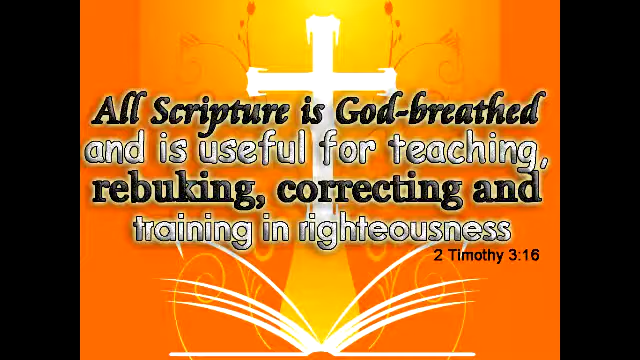 All Scripture is God-breathed
and is useful for teaching,
rebuking, correcting and
training in righteousness
2 Timothy 3:16